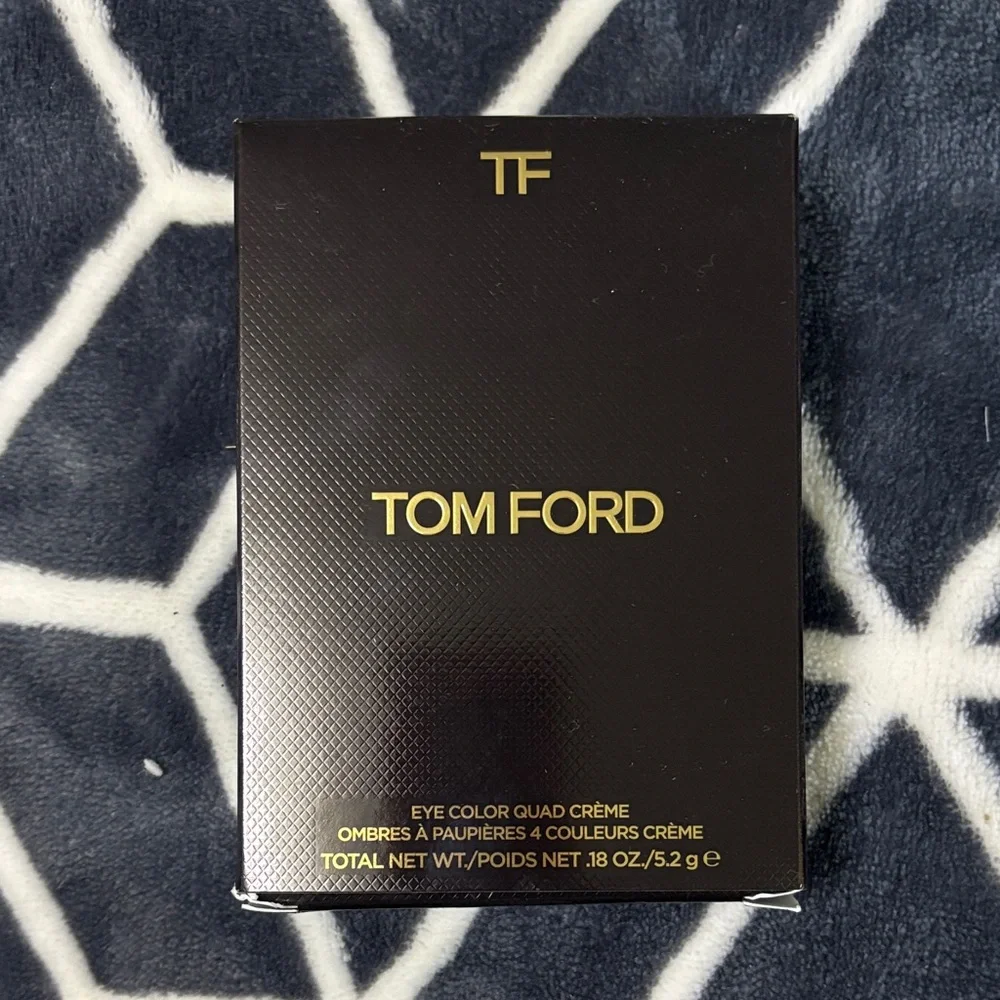 TF
TOM FORD
EYE COLOR QUAD CRÈME
OMBRES À PAUPIÈRES 4 COULEURS CRÈME
TOTAL NET WT./POIDS NET .18 OZ./5.2 g ℮